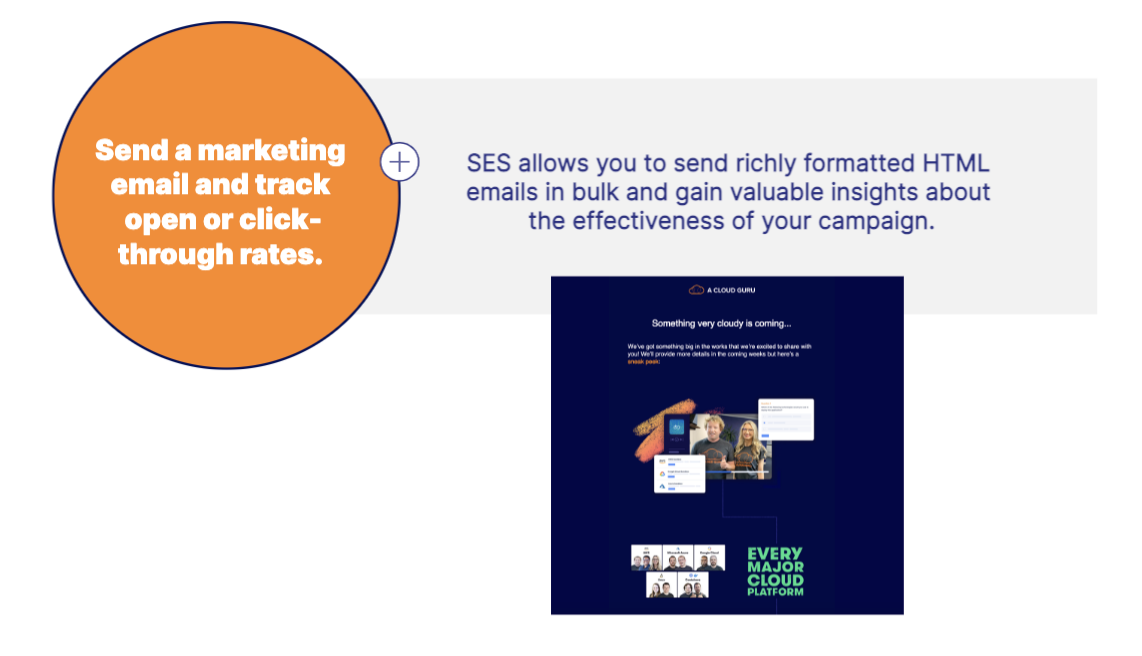 Send a marketing
email and track
open or click-
through rates.
SES allows you to send richly formatted HTML
emails in bulk and gain valuable insights about
the effectiveness of your campaign.
A CLOUD GURU
Something very cloudy is coming...
We've got something big in the works that we're excited to share with
you! We'll provide more details in the coming weeks but here's a
sneak peek:
EVERY
MAJOR
CLOUD
PLATFORM